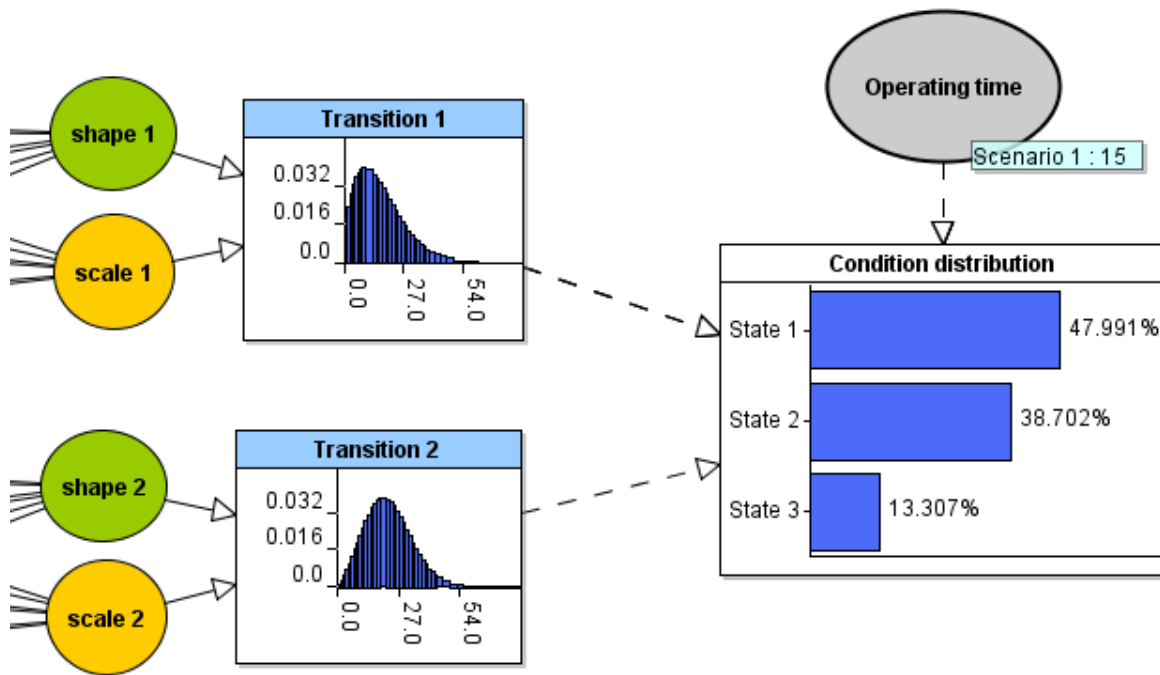 shape 1
scale 1
Transition 1
0.032
0.016
0.0
0.0
27.0
54.0
Operating time
Scenario 1 : 15
Condition distribution
State 1
47.991%
State 2
38.702%
State 3
13.307%
shape 2
scale 2
Transition 2
0.032
0.016
0.0
0.0
27.0
54.0